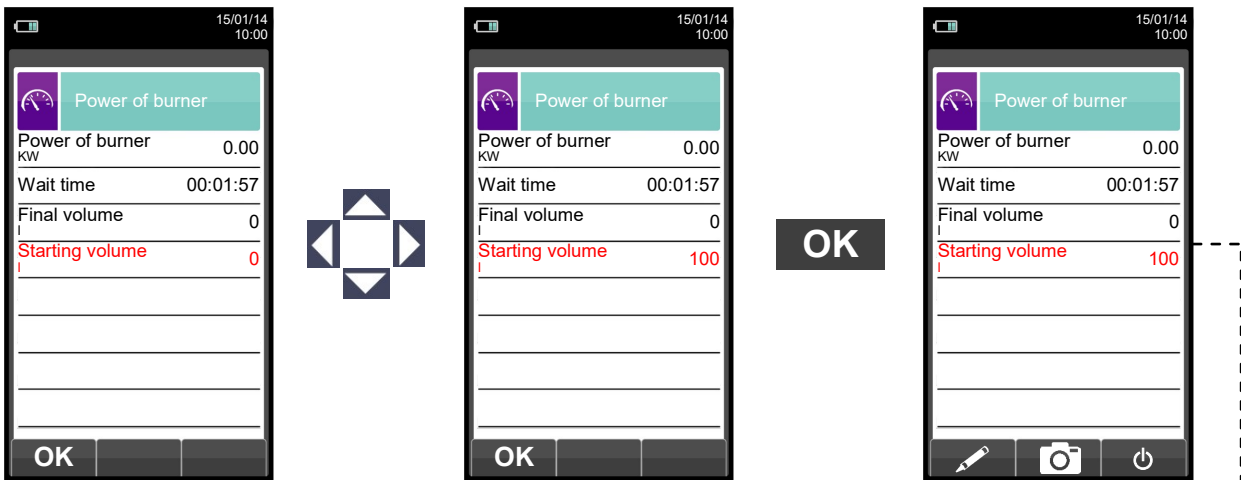 15/01/14
10:00
Power of burner
Power of burner
KW
0.00
Wait time 00:01:57
Final volume
l
0
Starting volume
l
0
OK
15/01/14
10:00
Power of burner
Power of burner
KW
0.00
Wait time 00:01:57
Final volume
l
0
Starting volume
l
100
OK
OK
15/01/14
10:00
Power of burner
Power of burner
KW
0.00
Wait time 00:01:57
Final volume
l
0
Starting volume
l
100